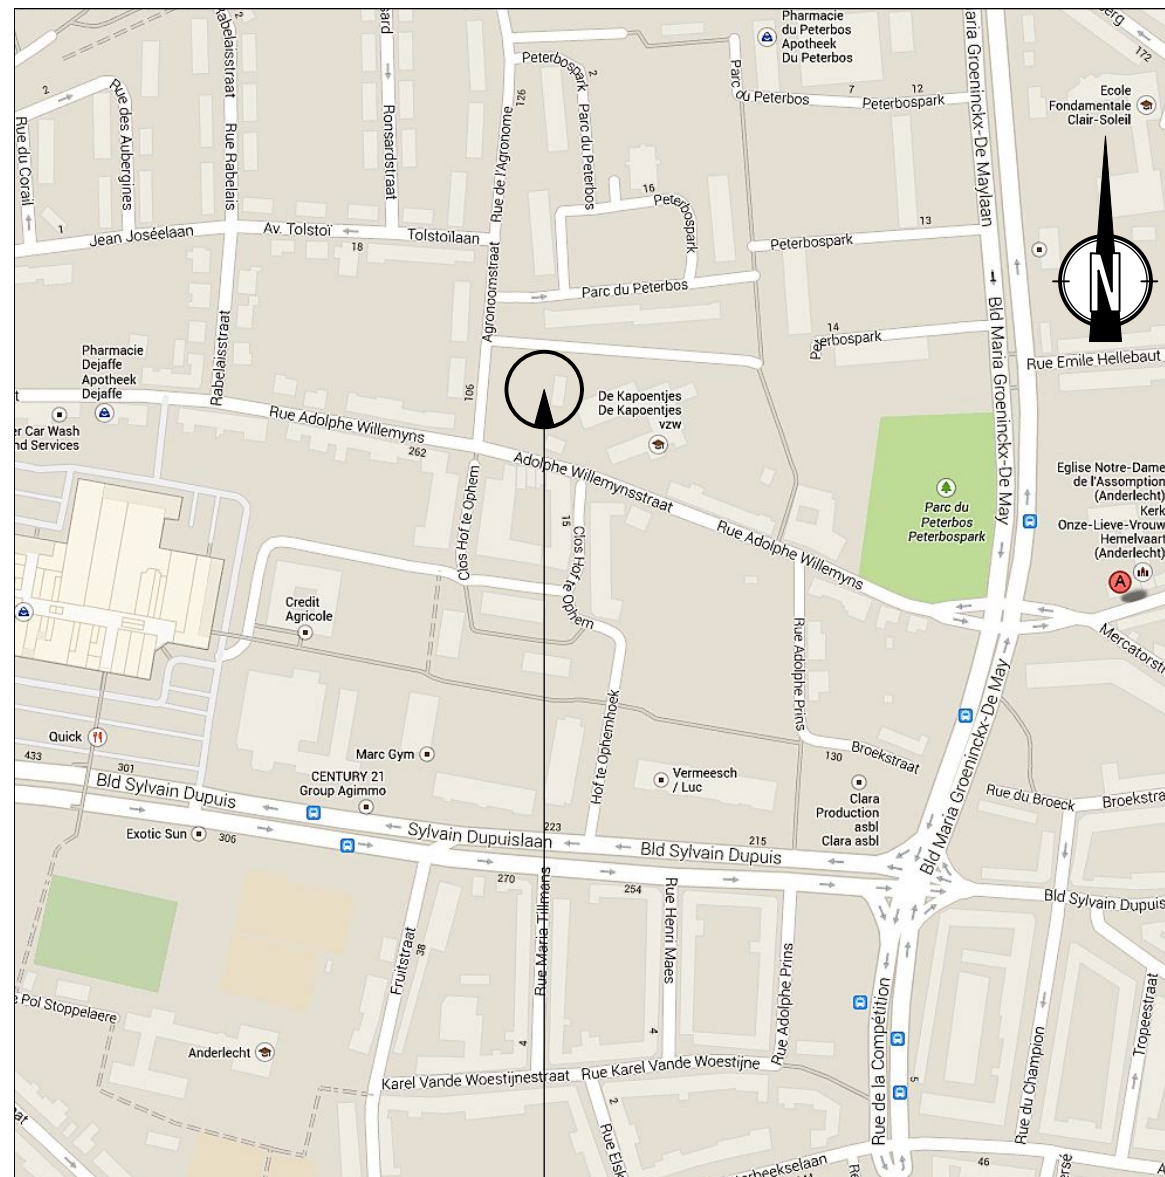 Pharmacie
du Peterbos
Apotheek
Du Peterbos
172
Ecole
Fondamentale
Clair-Soleil
N
Rabelaisstraat
Rue Rabelais
Rabelaisstraat
Ronsardstraat
2
Rue des Aubergines
Rue du Corail
1
Jean Joséelaan
Av. Tolstoï
Tolstoïlaan
18
126
Rue de l'Agronome
Agronoomstraat
106
Peterbospark
2
Parc du Peterbos
16
Peterbospark
Parc du Peterbos
Parc du Peterbos
7
12
Peterbospark
13
Peterbospark
14
Bld Maria Groeninckx-De May
Rue Emile Hellebaut
Pharmacie
Dejaffe
Apotheek
Dejaffe
er Car Wash
nd Services
Rue Adolphe Willemyns
262
De Kapoentjes
De Kapoentjes
vzw
Adolphe Willemynsstraat
Rue Adolphe Willemyns
Parc du
Peterbos
Peterbospark
Eglise Notre-Dame
de l'Assomption
(Anderlecht)
Kerk
Onze-Lieve-Vrouw
Hemelvaart
(Anderlecht)
A
Clos Hof te Ophem
15
Clos Hof te Ophem
Credit
Agricole
Rue Adolphe Prins
Mercatorstr
Quick
433
301
Marc Gym
CENTURY 21
Group Agimmo
Hof te Ophemhoek
Vermeesch
/ Luc
130
Broekstraat
Clara
Production
asbl
Clara asbl
Bld Maria Groeninckx-De May
Rue du Broeck
Broekstra
Bld Sylvain Dupuis
Exotic Sun
306
Sylvain Dupuislaan
223
Bld Sylvain Dupuis
215
270
254
Bld Sylvain Dupuis
Fruitstraat
38
Rue Maria Tillmans
4
Rue Henri Maes
4
Rue Adolphe Prins
Rue de la Compétition
5
Rue du Champion
Tropeestraat
e Pol Stoppelaere
Anderlecht
Karel Vande Woestijnestraat
Rue Karel Vande Woestijne
2
Rue Elsk
terbeekselaan
46